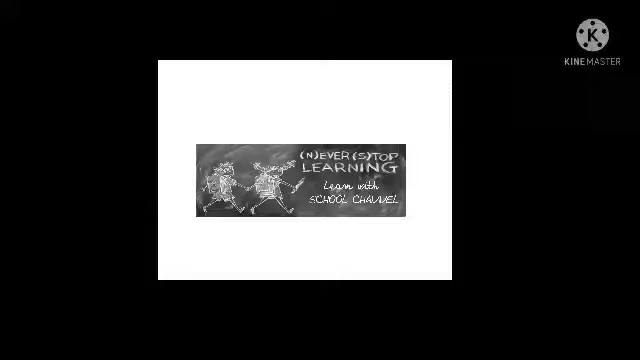 K
KINEMASTER
(N)EVER (S)TOP
LEARNING
Learn with
SCHOOL CHANNEL